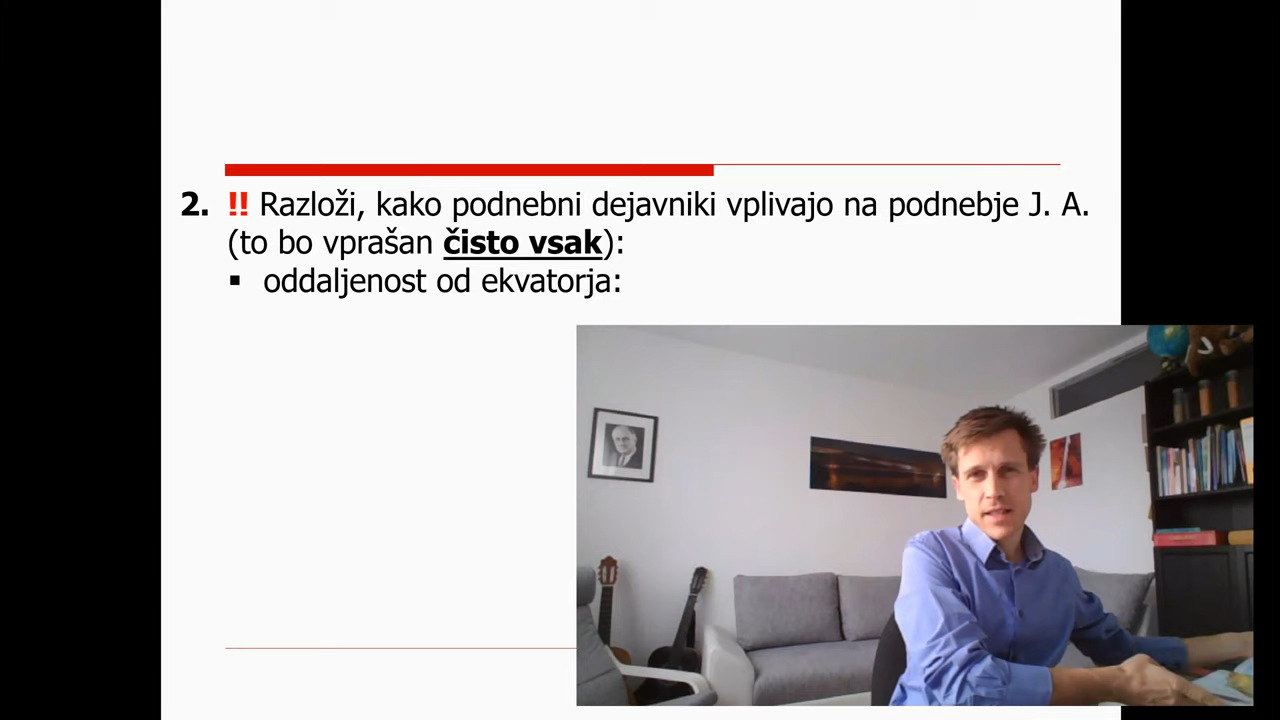 2. !! Razloži, kako podnebni dejavniki vplivajo na podnebje J. A.
(to bo vprašan čisto vsak):
▪ oddaljenost od ekvatorja: